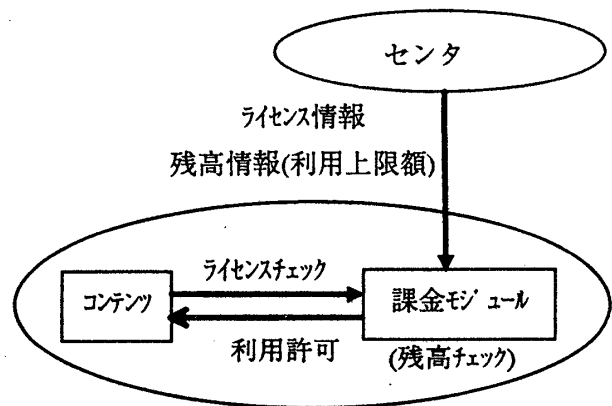 センタ
ライセンス情報
残高情報(利用上限額)
ライセンスチェック
コンテンツ
課金モジュール
利用許可
(残高チェック)